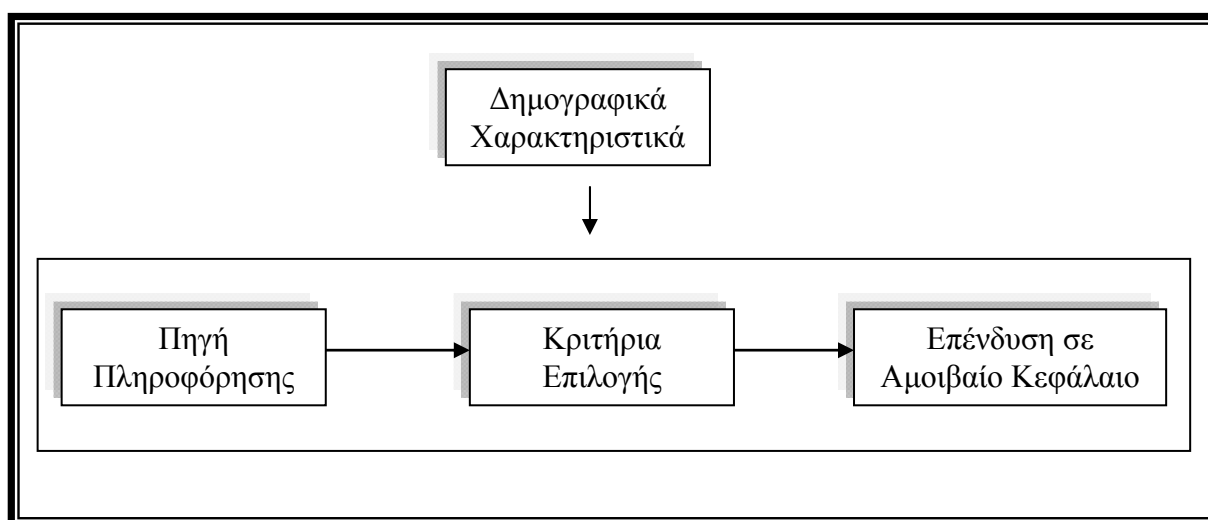 Δημογραφικά
Χαρακτηριστικά
Πηγή
Πληροφόρησης
Κριτήρια
Επιλογής
Επένδυση σε
Αμοιβαίο Κεφάλαιο